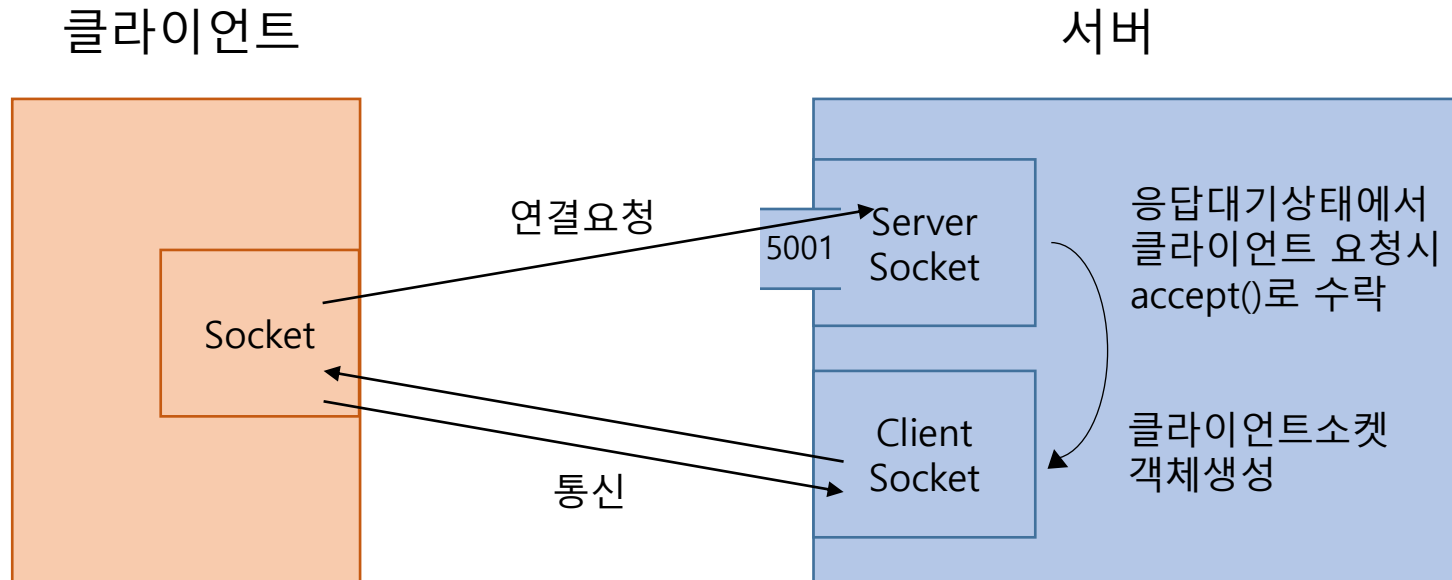 클라이언트
서버
연결요청
5001
Server
Socket
응답대기상태에서
클라이언트 요청시
accept()로 수락
Socket
Client
Socket
클라이언트소켓
객체생성
통신